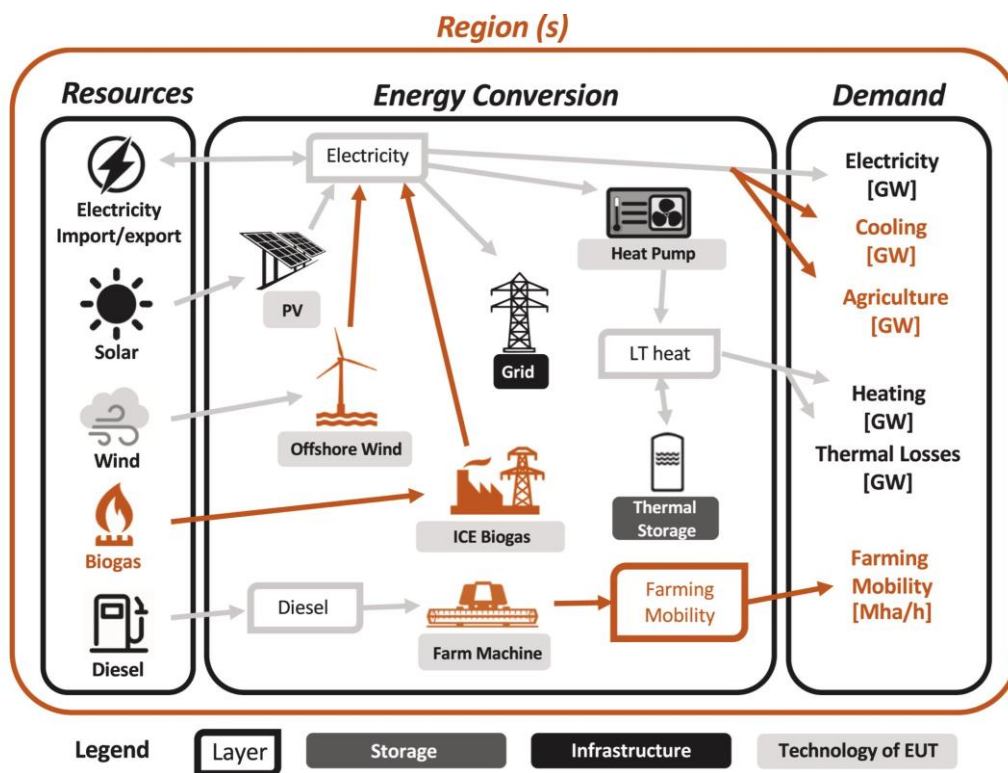 Region (s)
Resources
Energy Conversion
Demand
Electricity
Import/export
Solar
Wind
Biogas
Diesel
Electricity
PV
Offshore Wind
ICE Biogas
Diesel
Farm Machine
Grid
Heat Pump
LT heat
Thermal
Storage
Farming
Mobility
Electricity
[GW]
Cooling
[GW]
Agriculture
[GW]
Heating
[GW]
Thermal Losses
[GW]
Farming
Mobility
[Mha/h]
Legend
Layer
Storage
Infrastructure
Technology of EUT